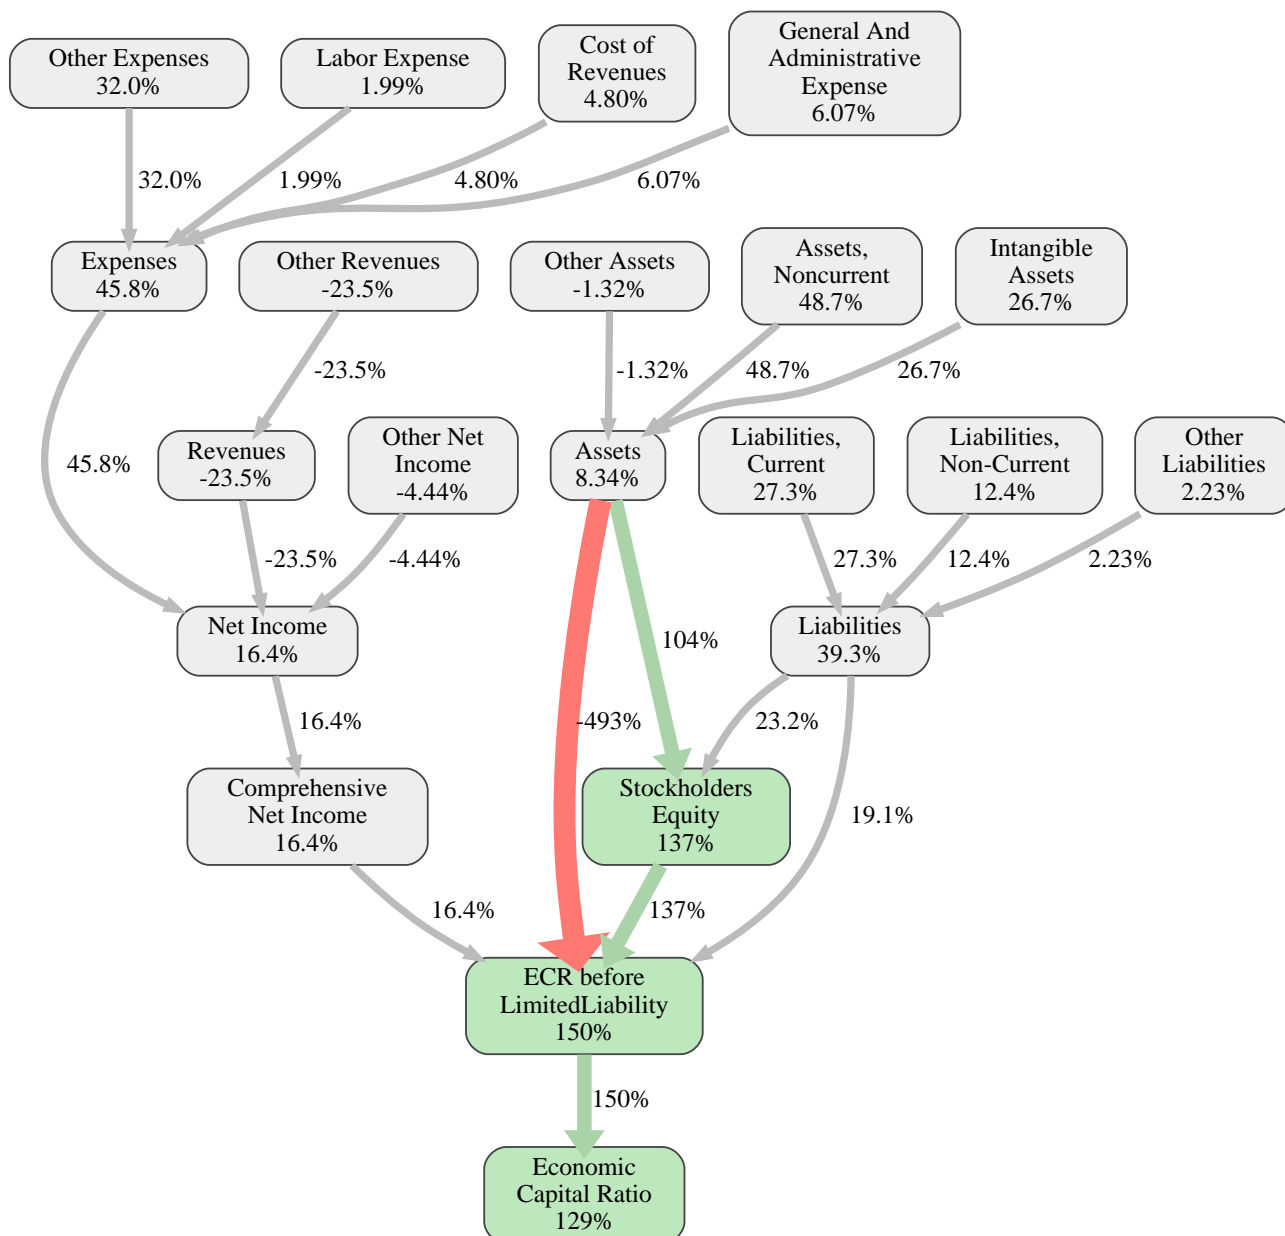 Other Expenses
32.0%
Labor Expense
1.99%
Cost of
Revenues
4.80%
General And
Administrative
Expense
6.07%
32.0%
1.99%
4.80%
6.07%
Expenses
45.8%
Other Revenues
-23.5%
Other Assets
-1.32%
Assets,
Noncurrent
48.7%
Intangible
Assets
26.7%
-23.5%
-1.32%
48.7%
26.7%
45.8%
Revenues
-23.5%
Other Net
Income
-4.44%
Assets
8.34%
Liabilities,
Current
27.3%
Liabilities,
Non-Current
12.4%
Other
Liabilities
2.23%
-23.5%
-4.44%
27.3%
12.4%
2.23%
Net Income
16.4%
104%
Liabilities
39.3%
16.4%
-493%
23.2%
Comprehensive
Net Income
16.4%
Stockholders
Equity
137%
19.1%
16.4%
137%
ECR before
LimitedLiability
150%
150%
Economic
Capital Ratio
129%